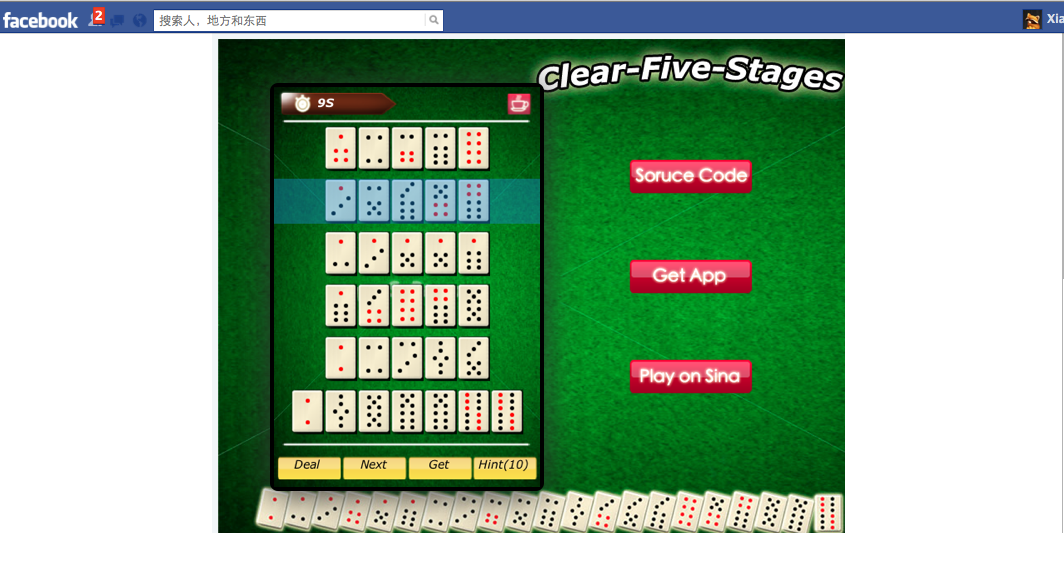 facebook
2
搜索人，地方和东西
Xia
Clear-Five-Stages
9S
Soruce Code
Get App
Play on Sina
Deal
Next
Get
Hint(10)